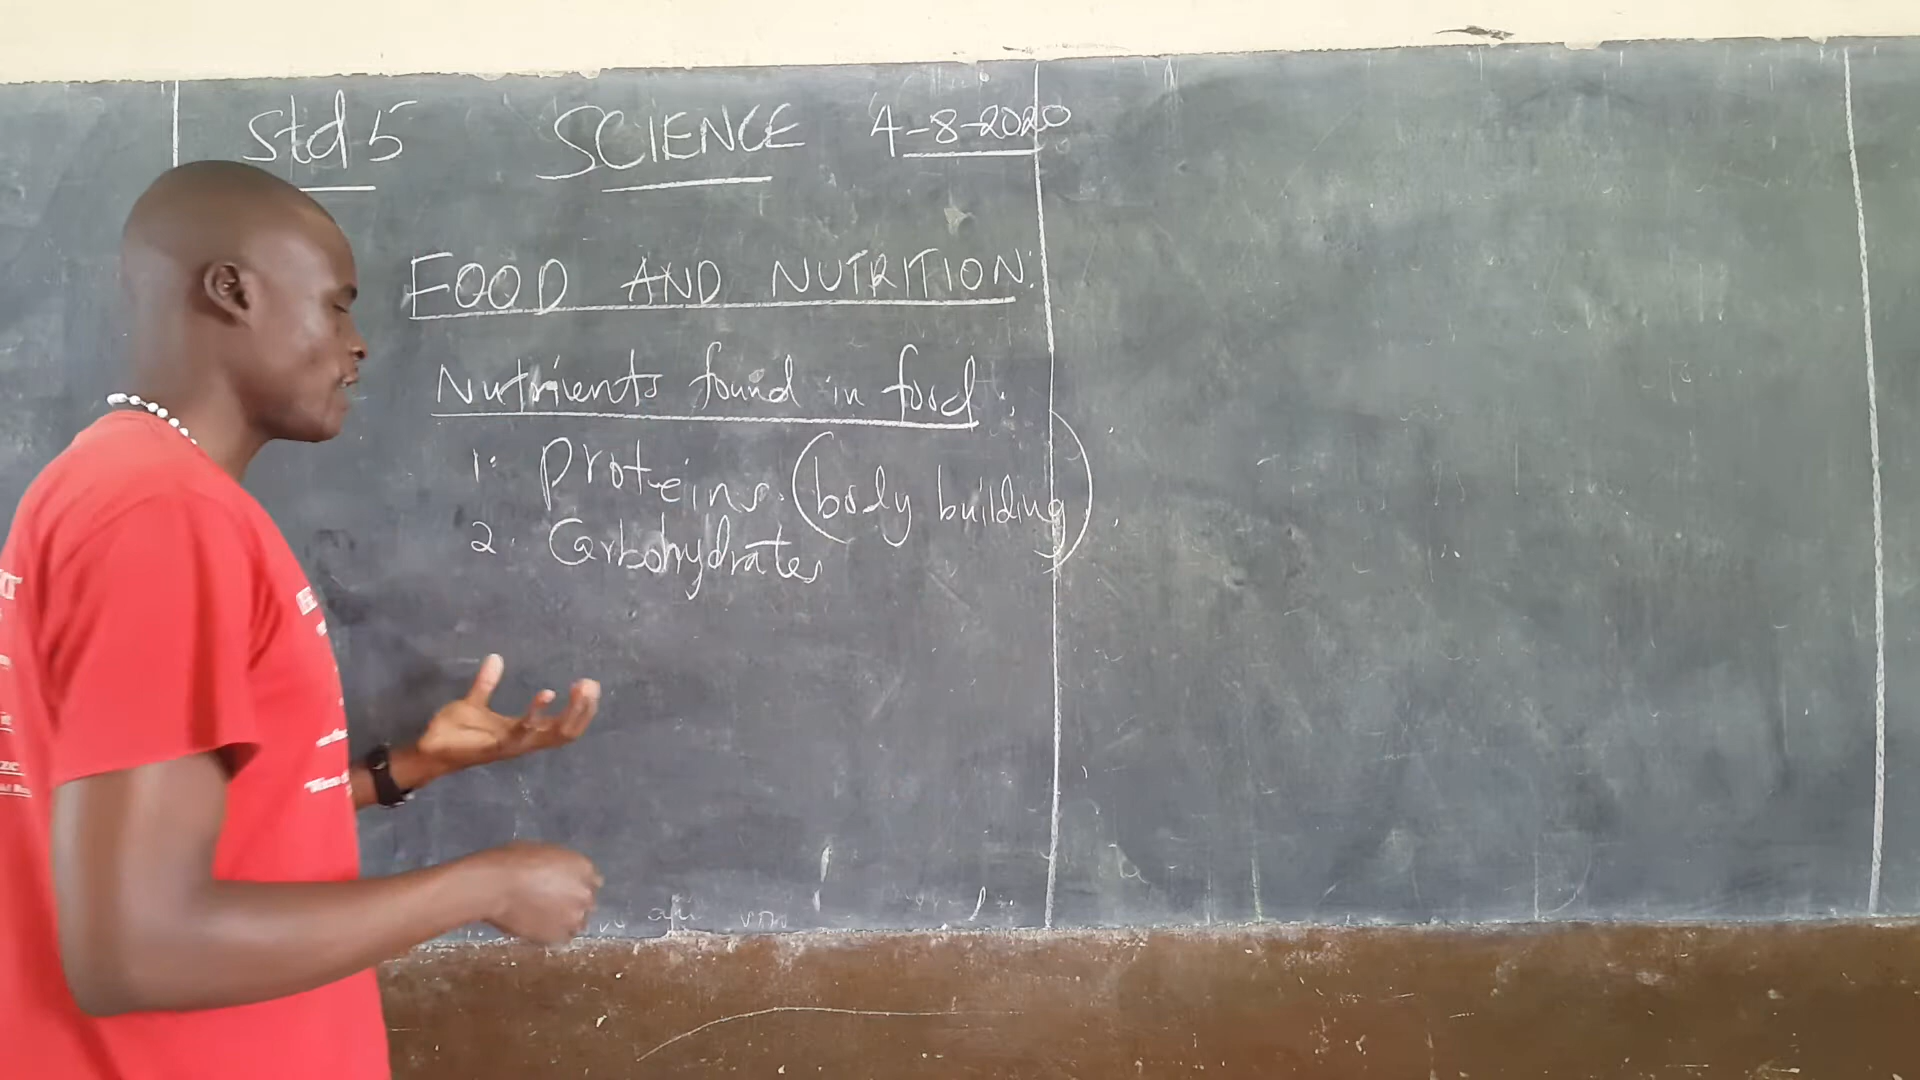 Std 5 SCIENCE 4-8-2020
FOOD AND NUTRITION:
Nutrients found in food:
1. Proteins. (body building)
2. Carbohydrates